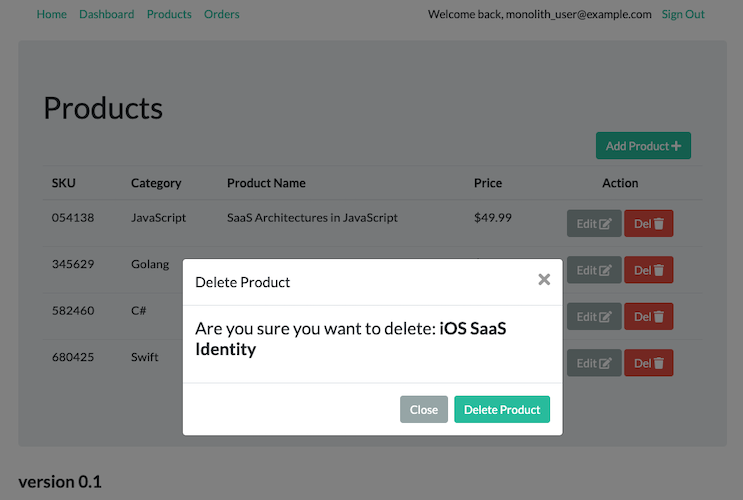 Home Dashboard Products Orders Welcome back, monolith_user@example.com Sign Out
Products
Add Product
SKU Category Product Name Price Action
054138 JavaScript SaaS Architectures in JavaScript $49.99 Edit Del
345629 Golang Edit Del
582460 C# Edit Del
680425 Swift Edit Del
Delete Product
Are you sure you want to delete: iOS SaaS
Identity
Close Delete Product
version 0.1